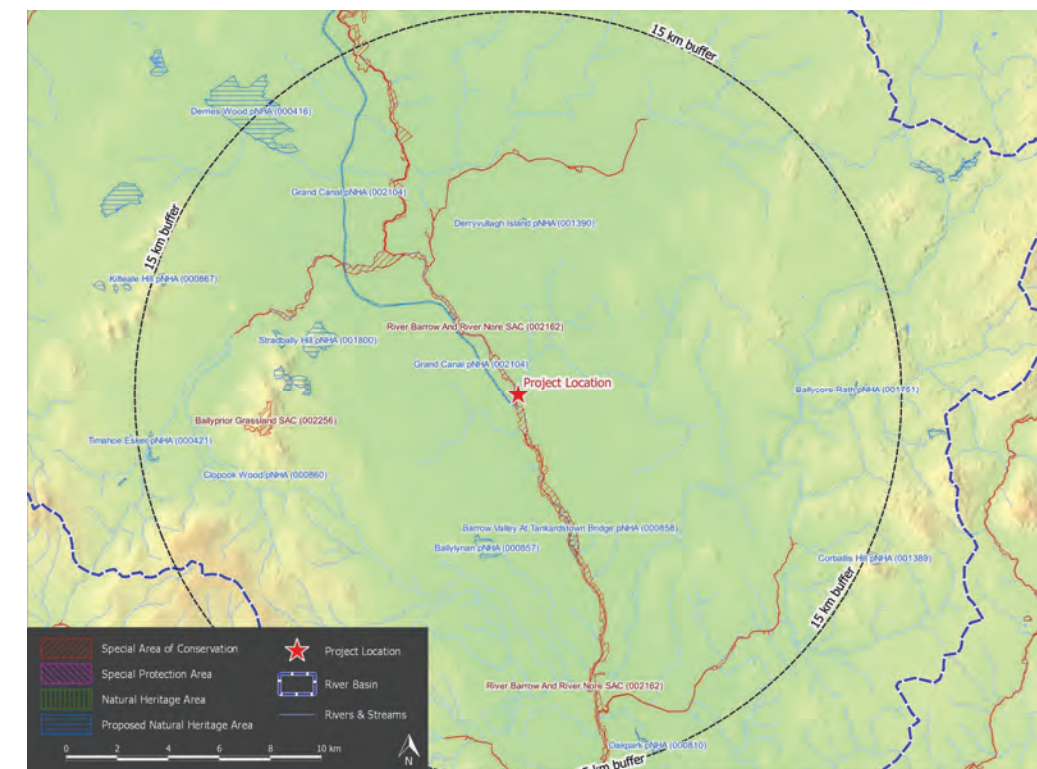 15 km buffer
Derries Wood pNHA (000416)
Grand Canal pNHA (002104)
Derryvullagh Island pNHA (001390)
15 km buffer
Killeale Hill pNHA (000867)
River Barrow And River Nore SAC (002162)
Stradbally Hill pNHA (001800)
Grand Canal pNHA (002104)
Project Location
Ballycore Rath pNHA (001751)
Ballyprior Grassland SAC (002256)
Timahoe Esker pNHA (000421)
Clopook Wood pNHA (000860)
Barrow Valley At Tankardstown Bridge pNHA (000858)
Ballylynan pNHA (000857)
Corballis Hill pNHA (001389)
15 km buffer
River Barrow And River Nore SAC (002162)
Oakpark pNHA (000810)
km buffer
Special Area of Conservation
Special Protection Area
Natural Heritage Area
Proposed Natural Heritage Area
Project Location
River Basin
Rivers & Streams
0 2 4 6 8 10 km
N